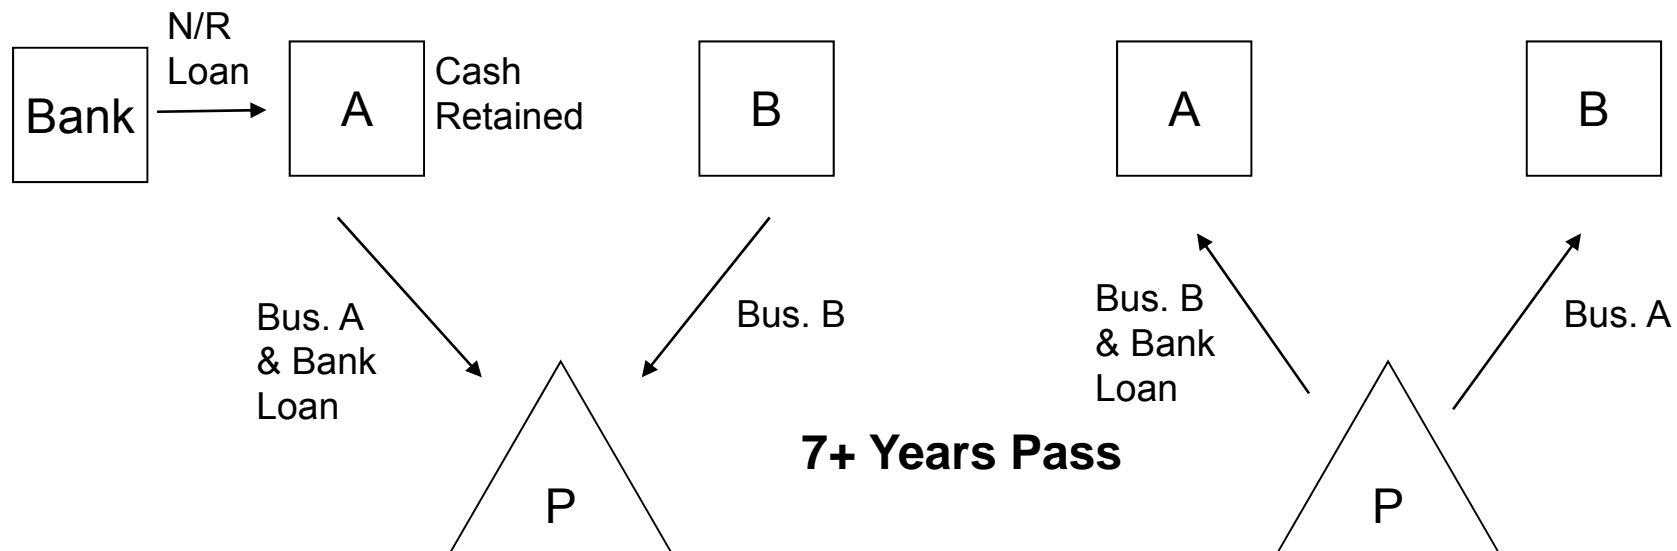 N/R
Loan
Bank
A
Cash
Retained
B
A
B
Bus. A
& Bank
Loan
Bus. B
Bus. B
& Bank
Loan
Bus. A
7+ Years Pass
P
P